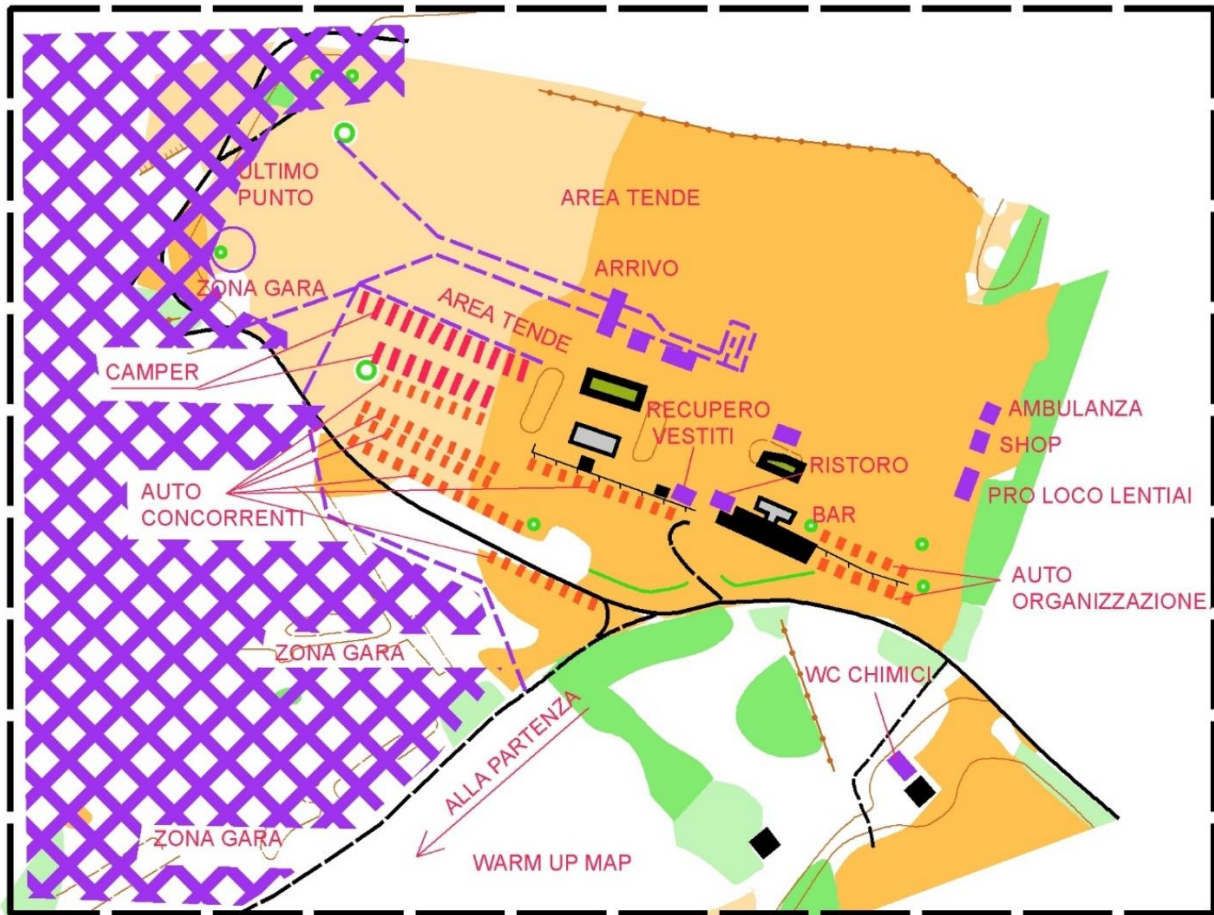 ULTIMO
PUNTO
AREA TENDE
ARRIVO
ZONA GARA
AREA TENDE
CAMPER
RECUPERO
VESTITI
AMBULANZA
SHOP
RISTORO
PRO LOCO LENTIAI
AUTO
CONCORRENTI
BAR
AUTO
ORGANIZZAZIONE
ZONA GARA
WC CHIMICI
ALLA PARTENZA
ZONA GARA
WARM UP MAP